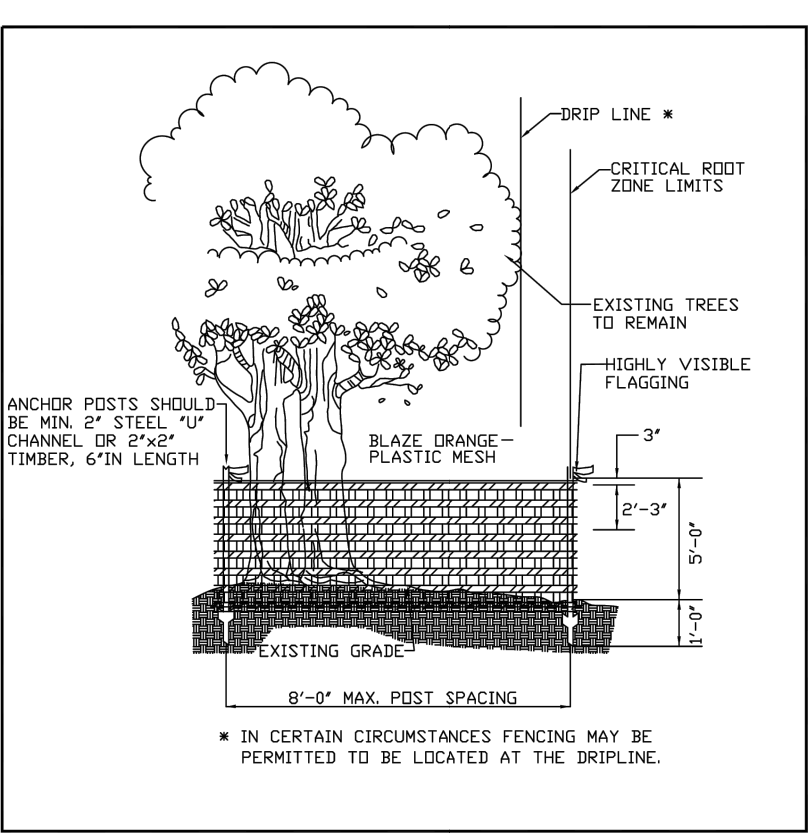 DRIP LINE *
CRITICAL ROOT
ZONE LIMITS
EXISTING TREES
TO REMAIN
HIGHLY VISIBLE
FLAGGING
ANCHOR POSTS SHOULD
BE MIN. 2" STEEL "U"
CHANNEL OR 2"x2"
TIMBER, 6"IN LENGTH
BLAZE ORANGE
PLASTIC MESH
3"
2'-3"
5'-0"
1'-0"
EXISTING GRADE
8'-0" MAX. POST SPACING
* IN CERTAIN CIRCUMSTANCES FENCING MAY BE
PERMITTED TO BE LOCATED AT THE DRIPLINE.